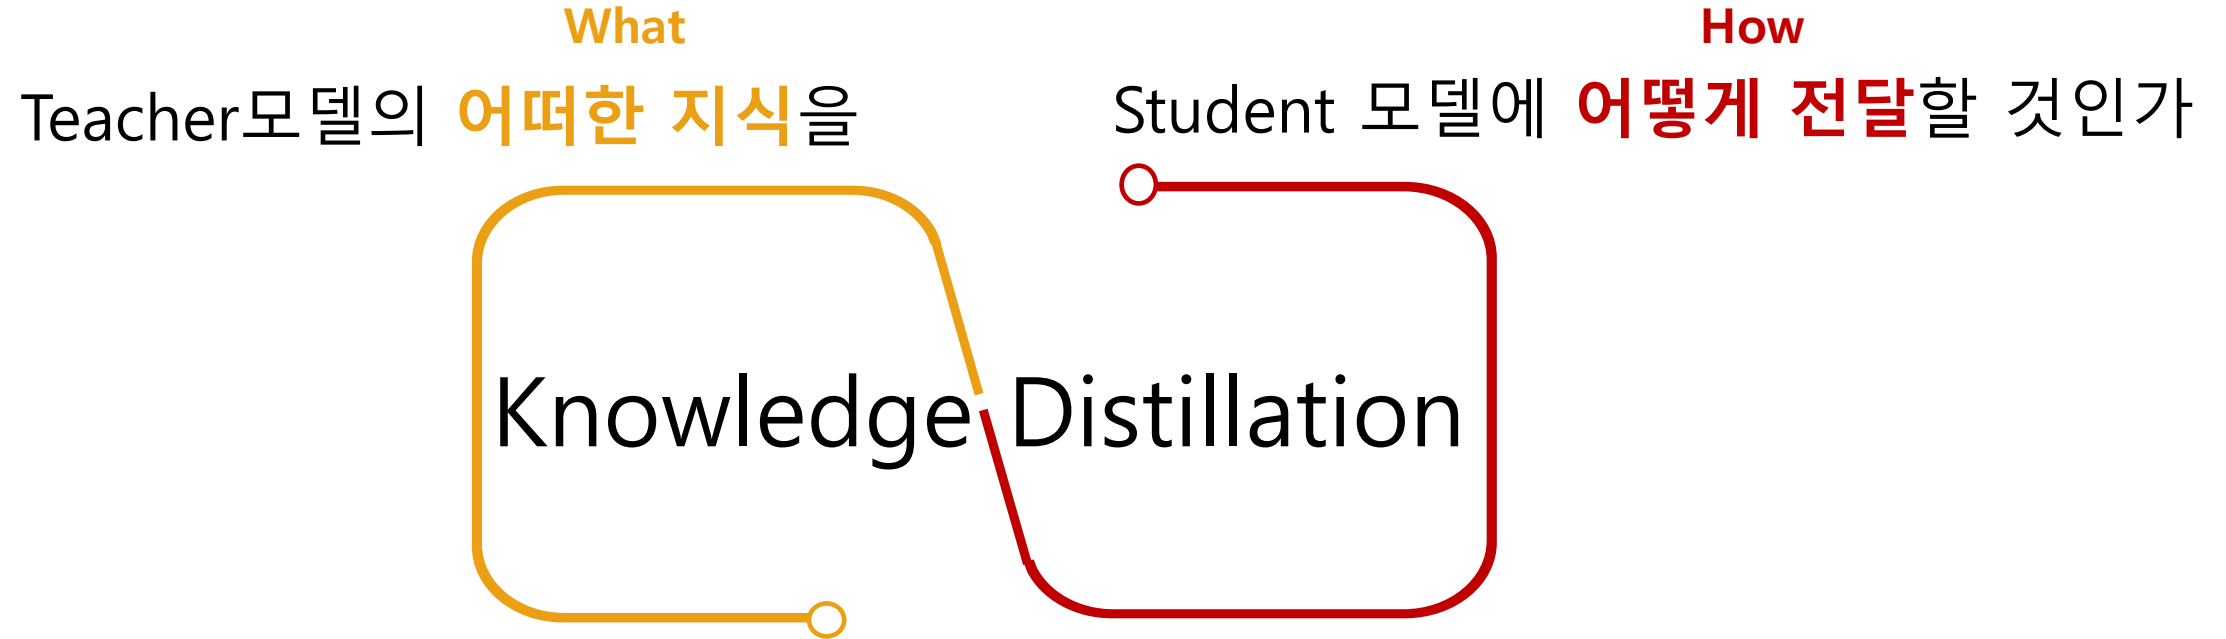 What
How
Teacher모델의 어떠한 지식을
Student 모델에 어떻게 전달할 것인가
Knowledge Distillation